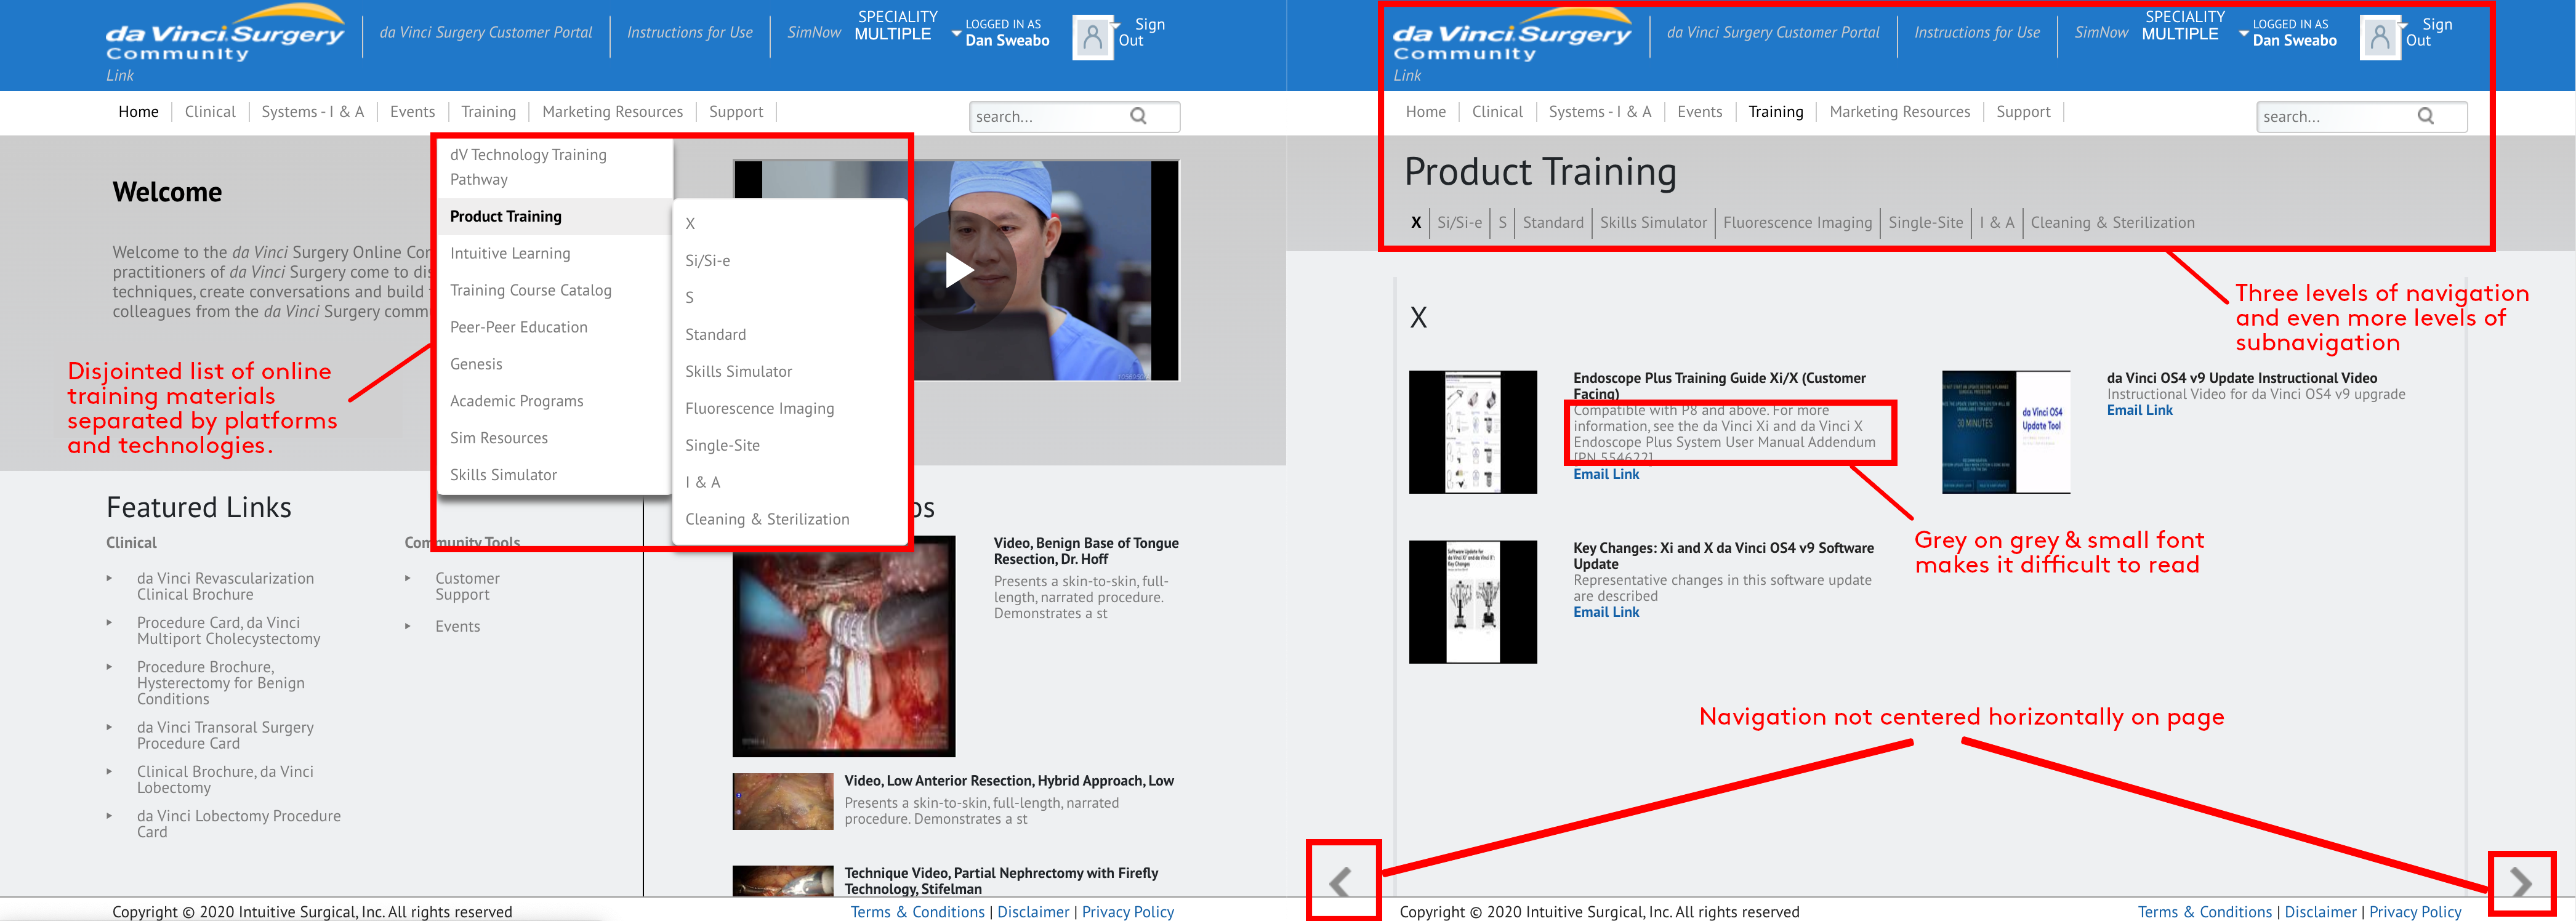 da Vinci Surgery
Community
Link
da Vinci Surgery Customer Portal
Instructions for Use
SimNow
SPECIALITY
MULTIPLE
LOGGED IN AS
Dan Sweabo
Sign
Out
Home
Clinical
Systems - I & A
Events
Training
Marketing Resources
Support
search...
Welcome
Welcome to the da Vinci Surgery Online
practitioners of da Vinci Surgery come to
techniques, create conversations and build
colleagues from the da Vinci Surgery
dV Technology Training
Pathway
Product Training
Intuitive Learning
Training Course Catalog
Peer-Peer Education
Genesis
Academic Programs
Sim Resources
Skills Simulator
X
Si/Si-e
S
Standard
Skills Simulator
Fluorescence Imaging
Single-Site
I & A
Cleaning & Sterilization
Disjointed list of online
training materials
separated by platforms
and technologies.
Featured Links
Clinical
da Vinci Revascularization
Clinical Brochure
Procedure Card, da Vinci
Multiport Cholecystectomy
Procedure Brochure,
Hysterectomy for Benign
Conditions
da Vinci Transoral Surgery
Procedure Card
Clinical Brochure, da Vinci
Lobectomy
da Vinci Lobectomy Procedure
Card
Community Tools
Customer
Support
Events
Video, Benign Base of Tongue
Resection, Dr. Hoff
Presents a skin-to-skin, full-
length, narrated procedure.
Demonstrates a st
Video, Low Anterior Resection, Hybrid Approach, Low
Presents a skin-to-skin, full-length, narrated
procedure. Demonstrates a st
Technique Video, Partial Nephrectomy with Firefly
Technology, Stifelman
Copyright © 2020 Intuitive Surgical, Inc. All rights reserved
Terms & Conditions | Disclaimer | Privacy Policy
da Vinci Surgery
Community
Link
da Vinci Surgery Customer Portal
Instructions for Use
SimNow
SPECIALITY
MULTIPLE
LOGGED IN AS
Dan Sweabo
Sign
Out
Home
Clinical
Systems - I & A
Events
Training
Marketing Resources
Support
search...
Product Training
X
Si/Si-e
S
Standard
Skills Simulator
Fluorescence Imaging
Single-Site
I & A
Cleaning & Sterilization
Three levels of navigation
and even more levels of
subnavigation
X
Endoscope Plus Training Guide Xi/X (Customer
Facing)
Compatible with P8 and above. For more
information, see the da Vinci Xi and da Vinci X
Endoscope Plus System User Manual Addendum
[PN 554622]
Email Link
30 MINUTES
da Vinci OS4
Update Tool
da Vinci OS4 v9 Update Instructional Video
Instructional Video for da Vinci OS4 v9 upgrade
Email Link
Grey on grey & small font
makes it difficult to read
Key Changes: Xi and X da Vinci OS4 v9 Software
Update
Representative changes in this software update
are described
Email Link
Navigation not centered horizontally on page
Copyright © 2020 Intuitive Surgical, Inc. All rights reserved
Terms & Conditions | Disclaimer | Privacy Policy